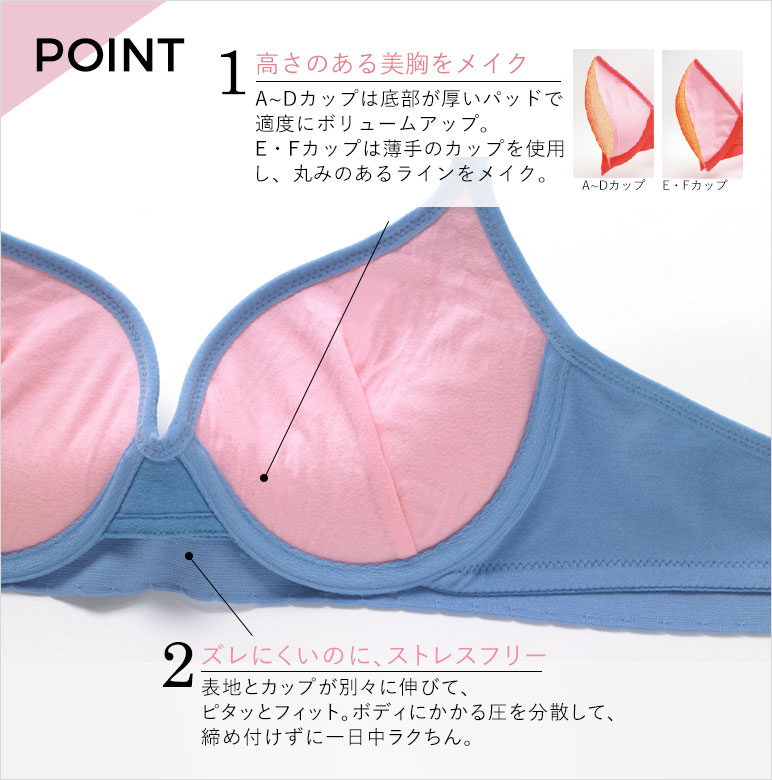 POINT
1
高さのある美胸をメイク
A~Dカップは底部が厚いパッドで
適度にボリュームアップ。
E・Fカップは薄手のカップを使用
し、丸みのあるラインをメイク。
A~Dカップ
E・Fカップ
2
ズレにくいのに、ストレスフリー
表地とカップが別々に伸びて、
ピタッとフィット。ボディにかかる圧を分散して、
締め付けずに一日中ラクちん。